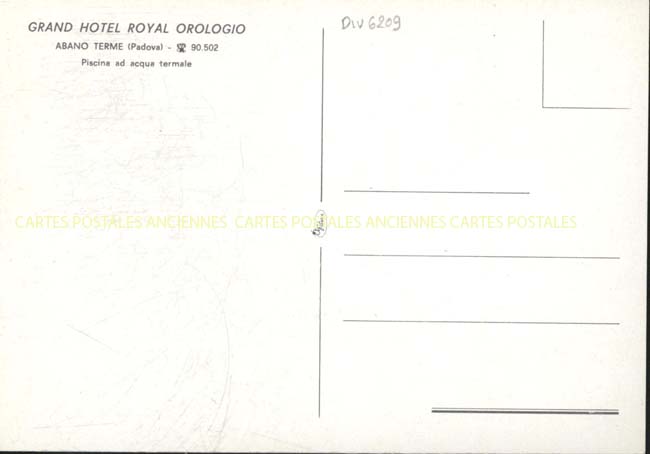 GRAND HOTEL ROYAL OROLOGIO
ABANO TERME (Padova) - ☎ 90.502
Piscina ad acqua termale
DIV 6209
CARTES POSTALES ANCIENNES CARTES POSTALES ANCIENNES CARTES POSTALES